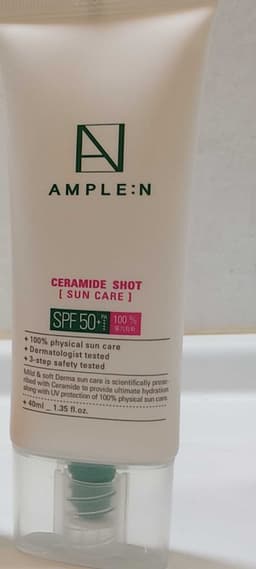 AMPLE:N
CERAMIDE SHOT
[ SUN CARE ]
SPF 50+ 100%
+ 100% physical sun care
+ Dermatologist tested
+ 3-step safety tested
Mild & soft Derma sun care is scientifically presc-
ribed with Ceramide to provide ultimate hydration
along with UV protection of 100% physical sun care.
+ 40ml _ 1.35 fl.oz.